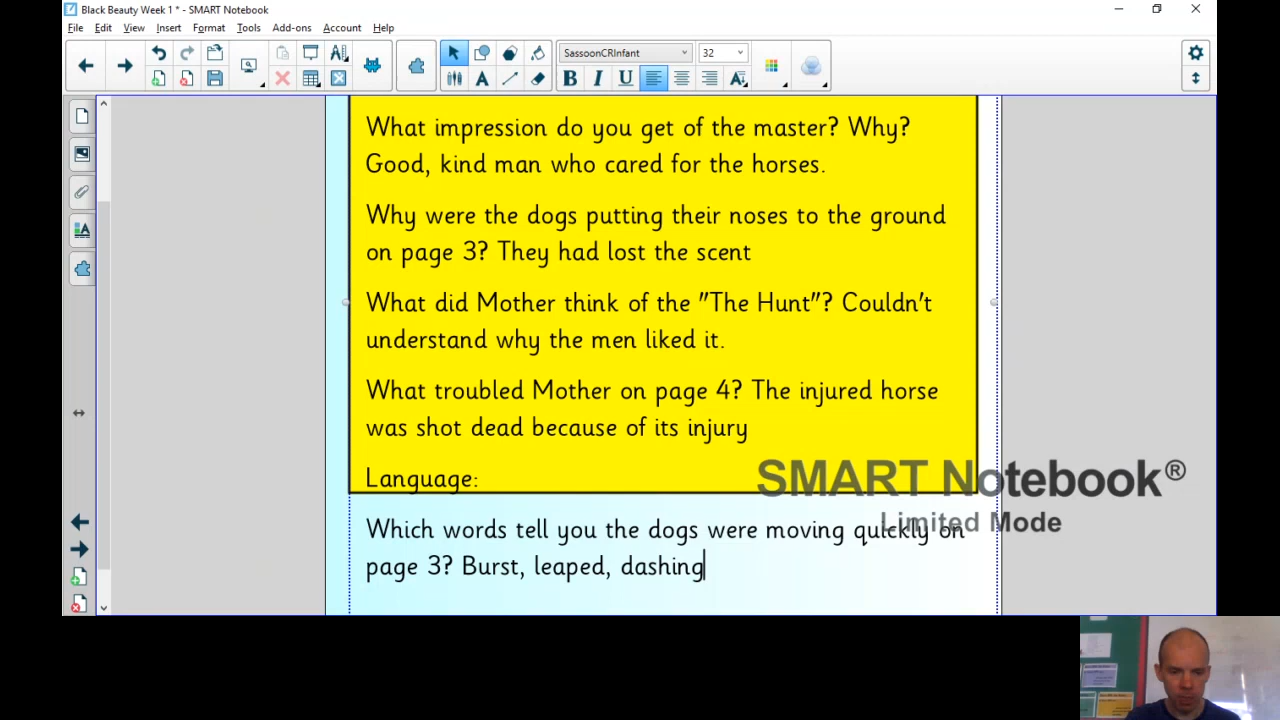 Black Beauty Week 1 * - SMART Notebook
File Edit View Insert Format Tools Add-ons Account Help
SassoonCRInfant 32
B I U
What impression do you get of the master? Why?
Good, kind man who cared for the horses.
Why were the dogs putting their noses to the ground
on page 3? They had lost the scent
What did Mother think of the "The Hunt"? Couldn't
understand why the men liked it.
What troubled Mother on page 4? The injured horse
was shot dead because of its injury
Language:
SMART Notebook®
Limited Mode
Which words tell you the dogs were moving quickly on
page 3? Burst, leaped, dashing